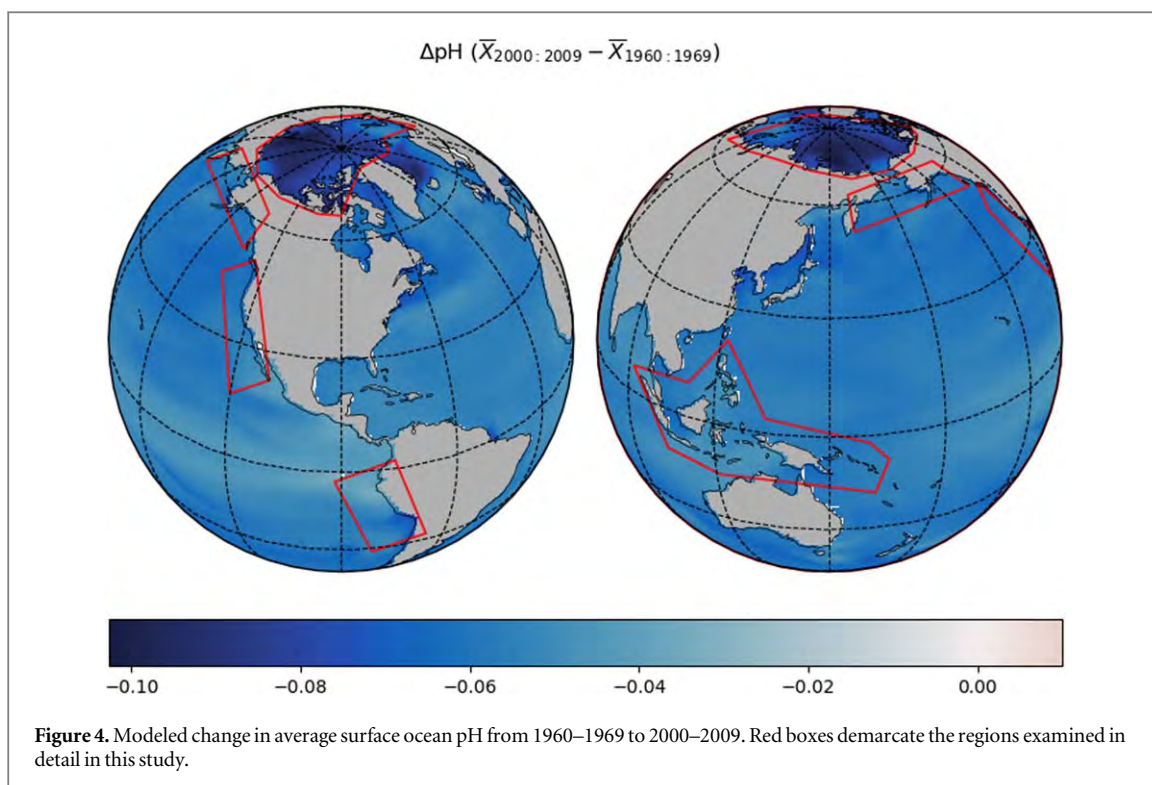 ΔpH (X̅2000:2009 − X̅1960:1969)
−0.10 −0.08 −0.06 −0.04 −0.02 0.00
Figure 4. Modeled change in average surface ocean pH from 1960–1969 to 2000–2009. Red boxes demarcate the regions examined in
detail in this study.